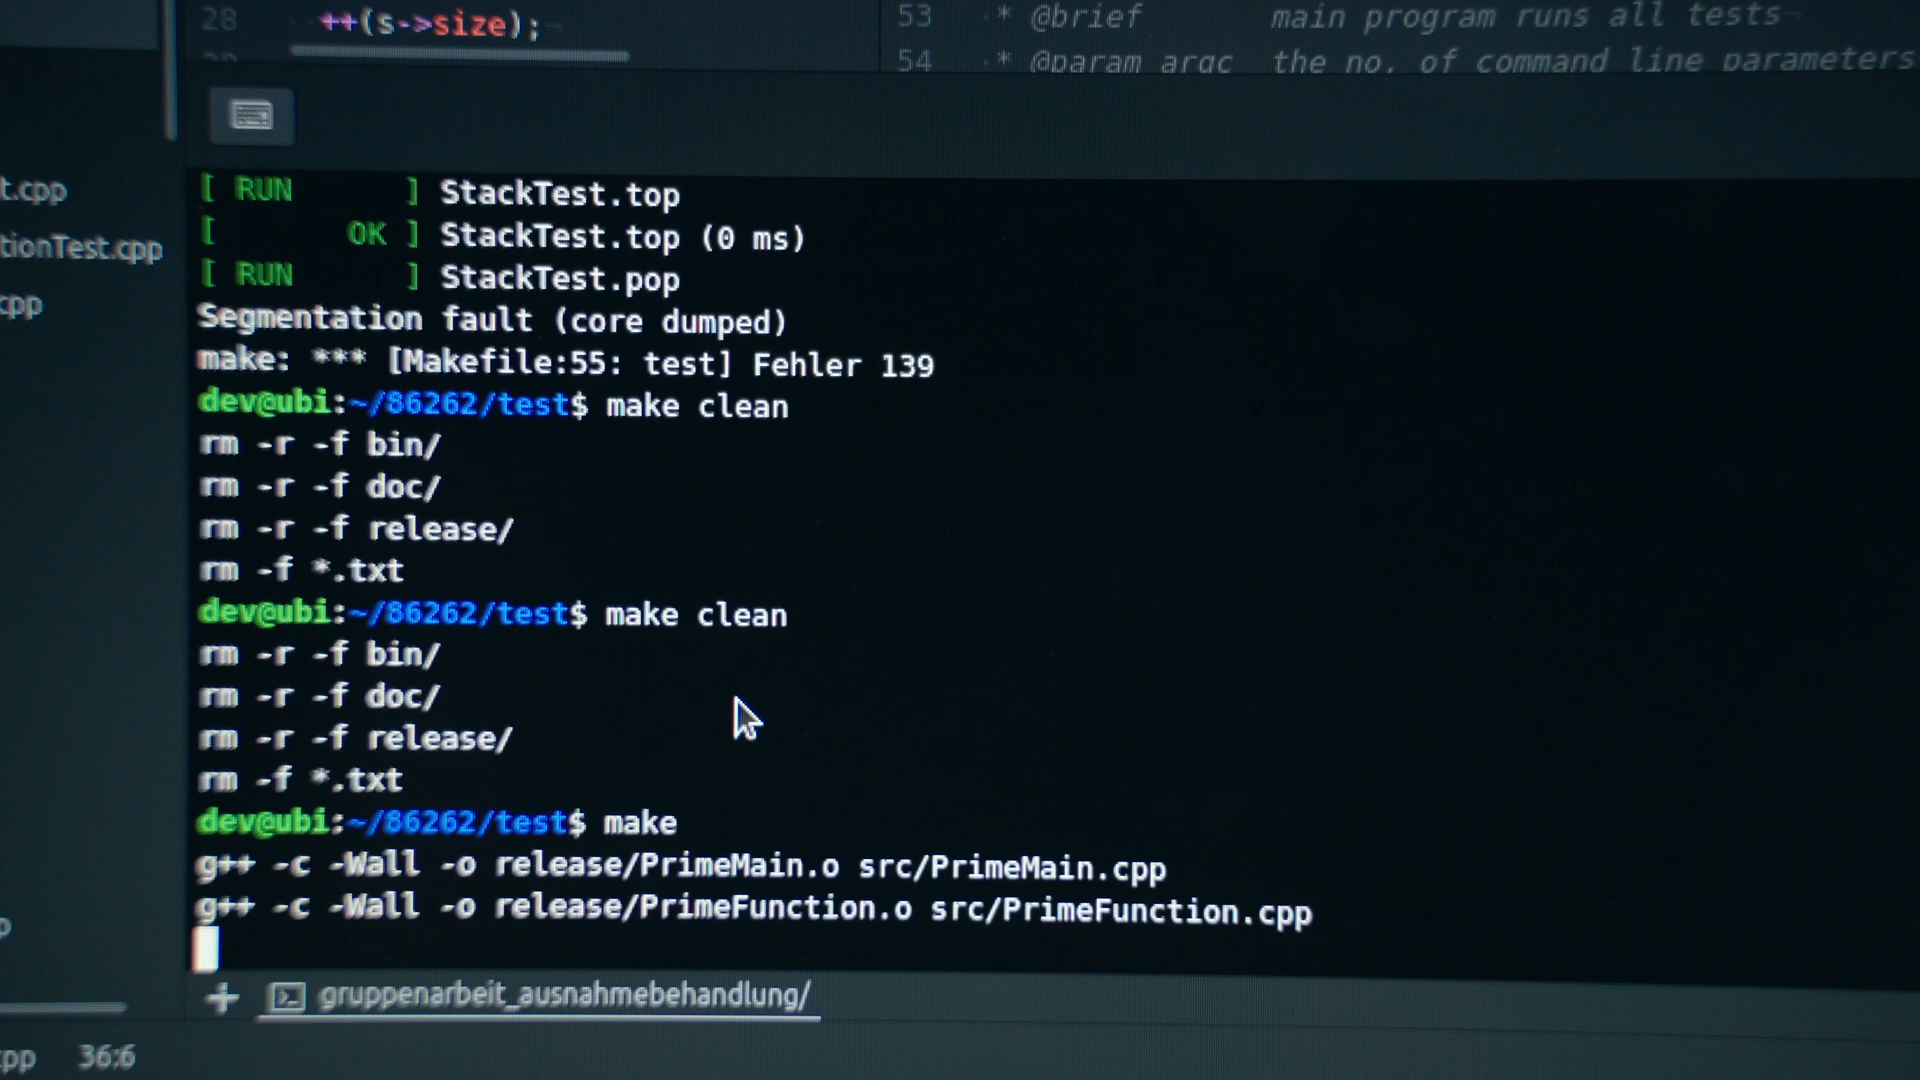 28 ++(s->size);
53 * @brief main program runs all tests
54 * @param argc the no. of command line parameters
t.cpp
tionTest.cpp
cpp
[ RUN ] StackTest.top
[ OK ] StackTest.top (0 ms)
[ RUN ] StackTest.pop
Segmentation fault (core dumped)
make: *** [Makefile:55: test] Fehler 139
dev@ubi:~/86262/test$ make clean
rm -r -f bin/
rm -r -f doc/
rm -r -f release/
rm -f *.txt
dev@ubi:~/86262/test$ make clean
rm -r -f bin/
rm -r -f doc/
rm -r -f release/
rm -f *.txt
dev@ubi:~/86262/test$ make
g++ -c -Wall -o release/PrimeMain.o src/PrimeMain.cpp
g++ -c -Wall -o release/PrimeFunction.o src/PrimeFunction.cpp
gruppenarbeit_ausnahmebehandlung/
cpp 36:6